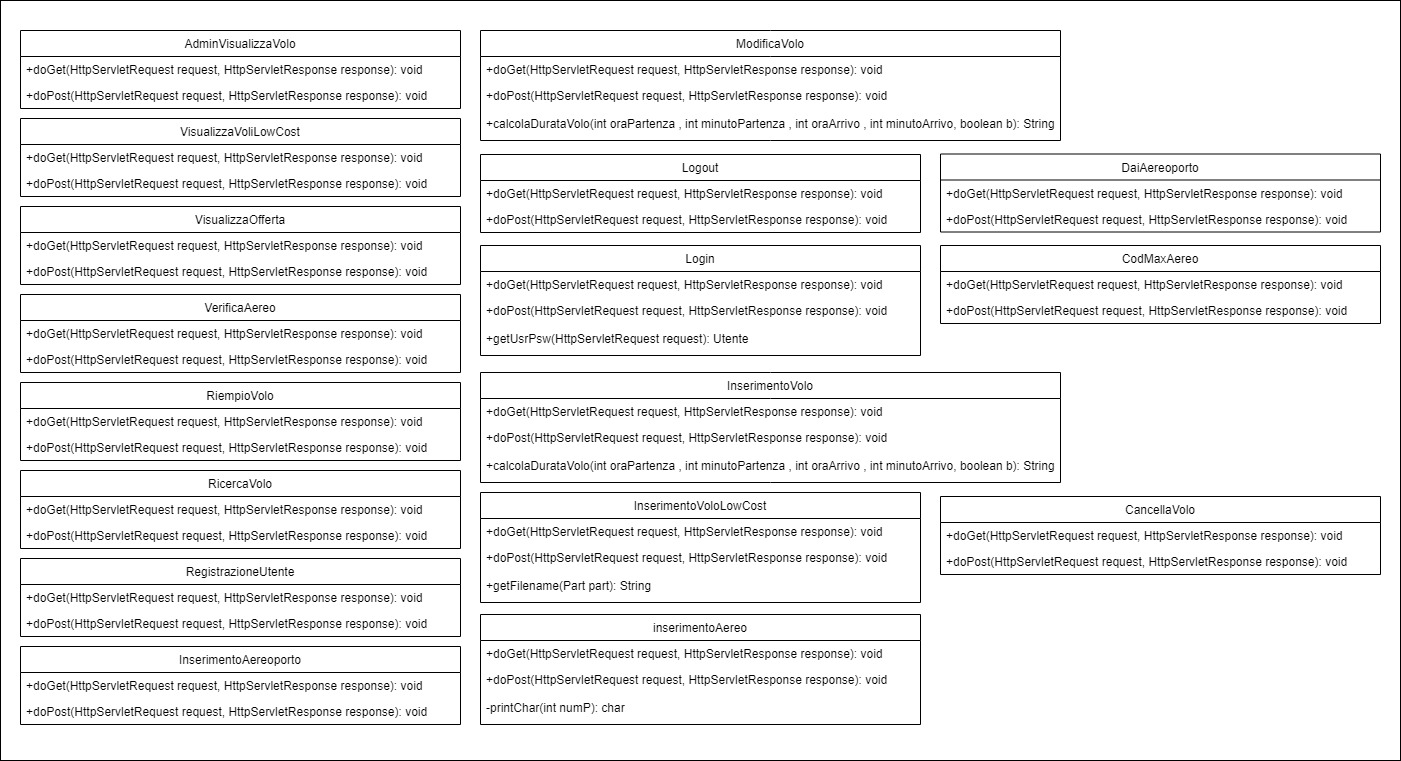 AdminVisualizzaVolo
+doGet(HttpServletRequest request, HttpServletResponse response): void
+doPost(HttpServletRequest request, HttpServletResponse response): void
VisualizzaVoliLowCost
+doGet(HttpServletRequest request, HttpServletResponse response): void
+doPost(HttpServletRequest request, HttpServletResponse response): void
VisualizzaOfferta
+doGet(HttpServletRequest request, HttpServletResponse response): void
+doPost(HttpServletRequest request, HttpServletResponse response): void
VerificaAereo
+doGet(HttpServletRequest request, HttpServletResponse response): void
+doPost(HttpServletRequest request, HttpServletResponse response): void
RiempioVolo
+doGet(HttpServletRequest request, HttpServletResponse response): void
+doPost(HttpServletRequest request, HttpServletResponse response): void
RicercaVolo
+doGet(HttpServletRequest request, HttpServletResponse response): void
+doPost(HttpServletRequest request, HttpServletResponse response): void
RegistrazioneUtente
+doGet(HttpServletRequest request, HttpServletResponse response): void
+doPost(HttpServletRequest request, HttpServletResponse response): void
InserimentoAereoporto
+doGet(HttpServletRequest request, HttpServletResponse response): void
+doPost(HttpServletRequest request, HttpServletResponse response): void
ModificaVolo
+doGet(HttpServletRequest request, HttpServletResponse response): void
+doPost(HttpServletRequest request, HttpServletResponse response): void
+calcolaDurataVolo(int oraPartenza , int minutoPartenza , int oraArrivo , int minutoArrivo, boolean b): String
Logout
+doGet(HttpServletRequest request, HttpServletResponse response): void
+doPost(HttpServletRequest request, HttpServletResponse response): void
Login
+doGet(HttpServletRequest request, HttpServletResponse response): void
+doPost(HttpServletRequest request, HttpServletResponse response): void
+getUsrPsw(HttpServletRequest request): Utente
InserimentoVolo
+doGet(HttpServletRequest request, HttpServletResponse response): void
+doPost(HttpServletRequest request, HttpServletResponse response): void
+calcolaDurataVolo(int oraPartenza , int minutoPartenza , int oraArrivo , int minutoArrivo, boolean b): String
InserimentoVoloLowCost
+doGet(HttpServletRequest request, HttpServletResponse response): void
+doPost(HttpServletRequest request, HttpServletResponse response): void
+getFilename(Part part): String
inserimentoAereo
+doGet(HttpServletRequest request, HttpServletResponse response): void
+doPost(HttpServletRequest request, HttpServletResponse response): void
-printChar(int numP): char
DaiAereoporto
+doGet(HttpServletRequest request, HttpServletResponse response): void
+doPost(HttpServletRequest request, HttpServletResponse response): void
CodMaxAereo
+doGet(HttpServletRequest request, HttpServletResponse response): void
+doPost(HttpServletRequest request, HttpServletResponse response): void
CancellaVolo
+doGet(HttpServletRequest request, HttpServletResponse response): void
+doPost(HttpServletRequest request, HttpServletResponse response): void